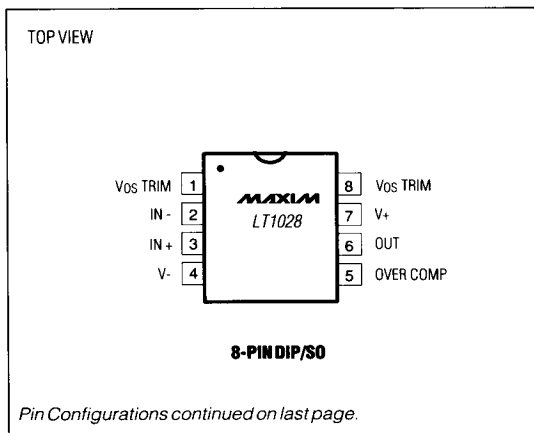 TOP VIEW
VOS TRIM 1
8 VOS TRIM
MAXIM
IN - 2
LT1028
7 V+
IN + 3
6 OUT
V- 4
5 OVER COMP
8-PIN DIP/SO
Pin Configurations continued on last page.